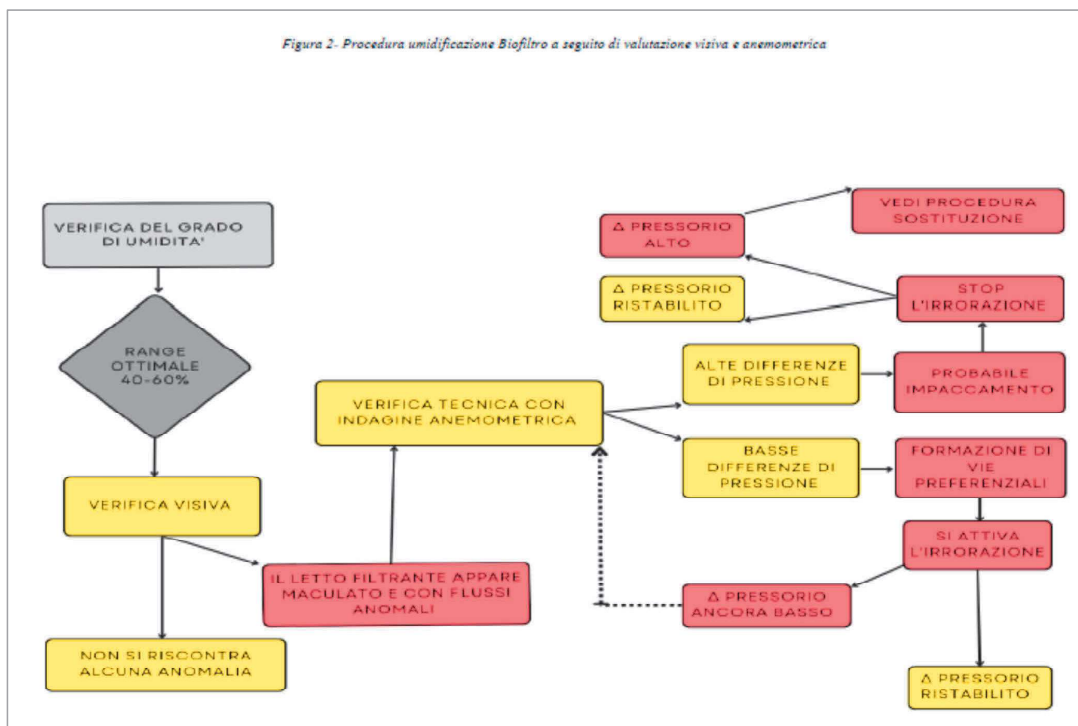 Figura 2- Procedura umidificazione Biofiltro a seguito di valutazione visiva e anemometrica
VERIFICA DEL GRADO
DI UMIDITA'
RANGE
OTTIMALE
40-60%
VERIFICA VISIVA
NON SI RISCONTRA
ALCUNA ANOMALIA
IL LETTO FILTRANTE APPARE
MACULATO E CON FLUSSI
ANOMALI
VERIFICA TECNICA CON
INDAGINE ANEMOMETRICA
ALTE DIFFERENZE
DI PRESSIONE
PROBABILE
IMPACCAMENTO
STOP
L'IRRORAZIONE
Δ PRESSORIO
ALTO
VEDI PROCEDURA
SOSTITUZIONE
Δ PRESSORIO
RISTABILITO
BASSE
DIFFERENZE DI
PRESSIONE
FORMAZIONE DI
VIE
PREFERENZIALI
SI ATTIVA
L'IRRORAZIONE
Δ PRESSORIO
ANCORA BASSO
Δ PRESSORIO
RISTABILITO